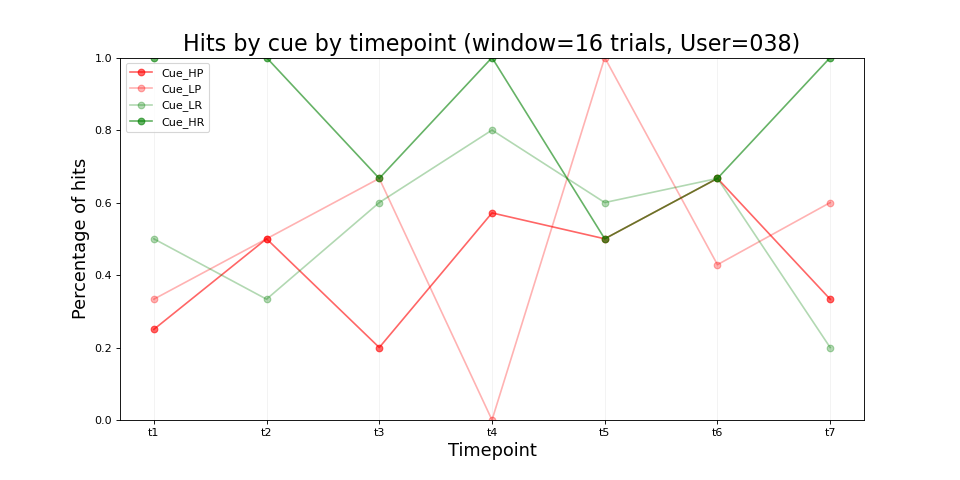 Hits by cue by timepoint (window=16 trials, User=038)
Percentage of hits
1.0
0.8
0.6
0.4
0.2
0.0
Cue_HP
Cue_LP
Cue_LR
Cue_HR
t1 t2 t3 t4 t5 t6 t7
Timepoint